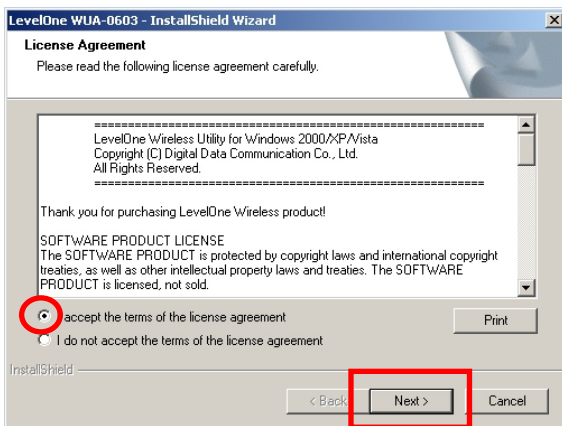 LevelOne WUA-0603 - InstallShield Wizard
License Agreement
Please read the following license agreement carefully.
============================================================
LevelOne Wireless Utility for Windows 2000/XP/Vista
Copyright (C) Digital Data Communication Co., Ltd.
All Rights Reserved.
============================================================
Thank you for purchasing LevelOne Wireless product!
SOFTWARE PRODUCT LICENSE
The SOFTWARE PRODUCT is protected by copyright laws and international copyright
treaties, as well as other intellectual property laws and treaties. The SOFTWARE
PRODUCT is licensed, not sold.
accept the terms of the license agreement
Print
I do not accept the terms of the license agreement
InstallShield
< Back
Next >
Cancel